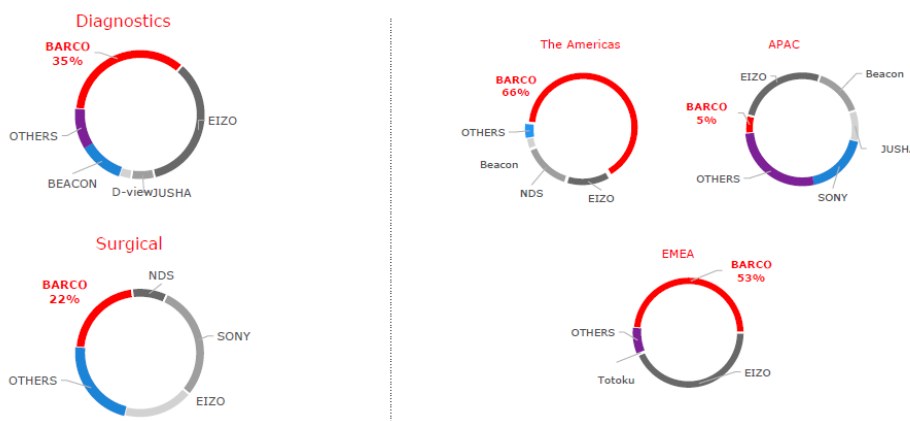 Diagnostics
BARCO
35%
EIZO
OTHERS
BEACON
D-view
JUSHA
Surgical
NDS
BARCO
22%
SONY
OTHERS
EIZO
The Americas
BARCO
66%
OTHERS
Beacon
NDS
EIZO
APAC
EIZO
Beacon
BARCO
5%
JUSHA
OTHERS
SONY
EMEA
BARCO
53%
OTHERS
Totoku
EIZO